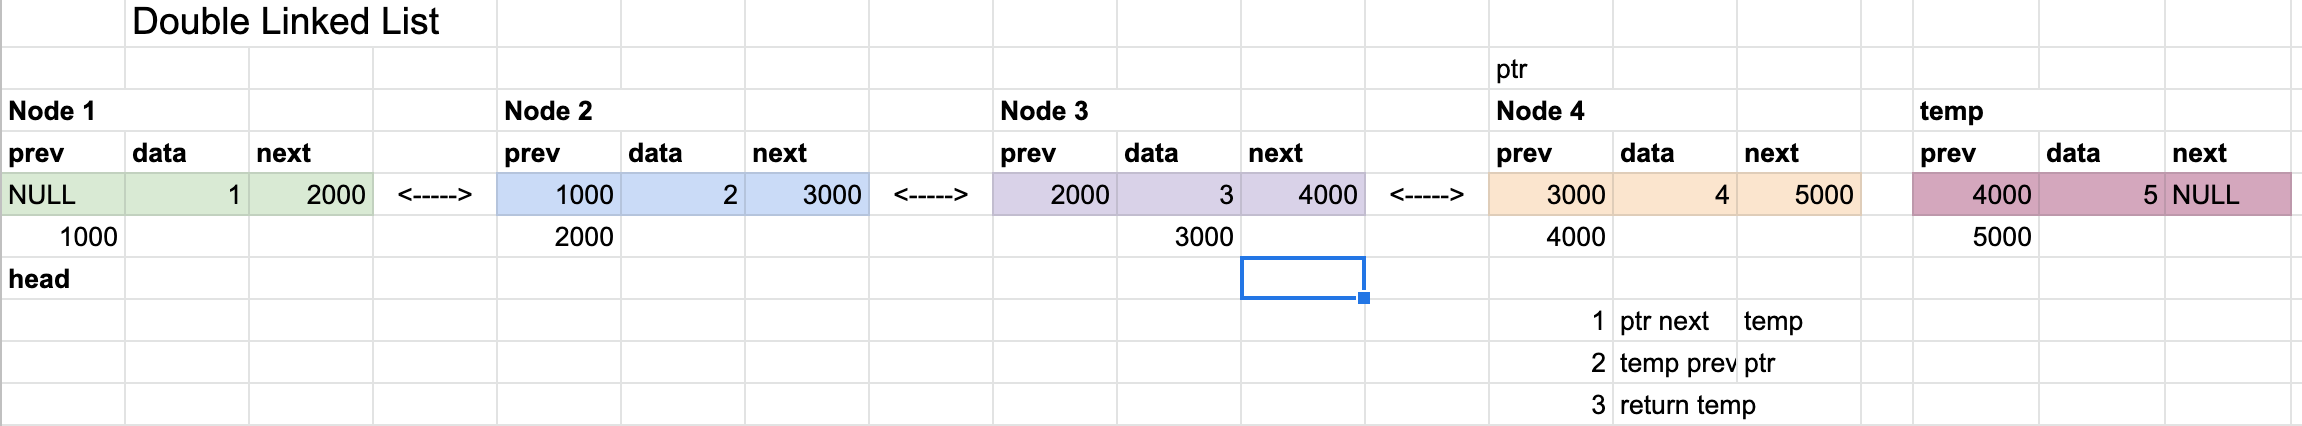 Double Linked List
ptr
Node 1 Node 2 Node 3 Node 4 temp
prev data next prev data next prev data next prev data next prev data next
NULL 1 2000 <-----> 1000 2 3000 <-----> 2000 3 4000 <-----> 3000 4 5000 4000 5 NULL
1000 2000 3000 4000 5000
head
1 ptr next temp
2 temp prev ptr
3 return temp